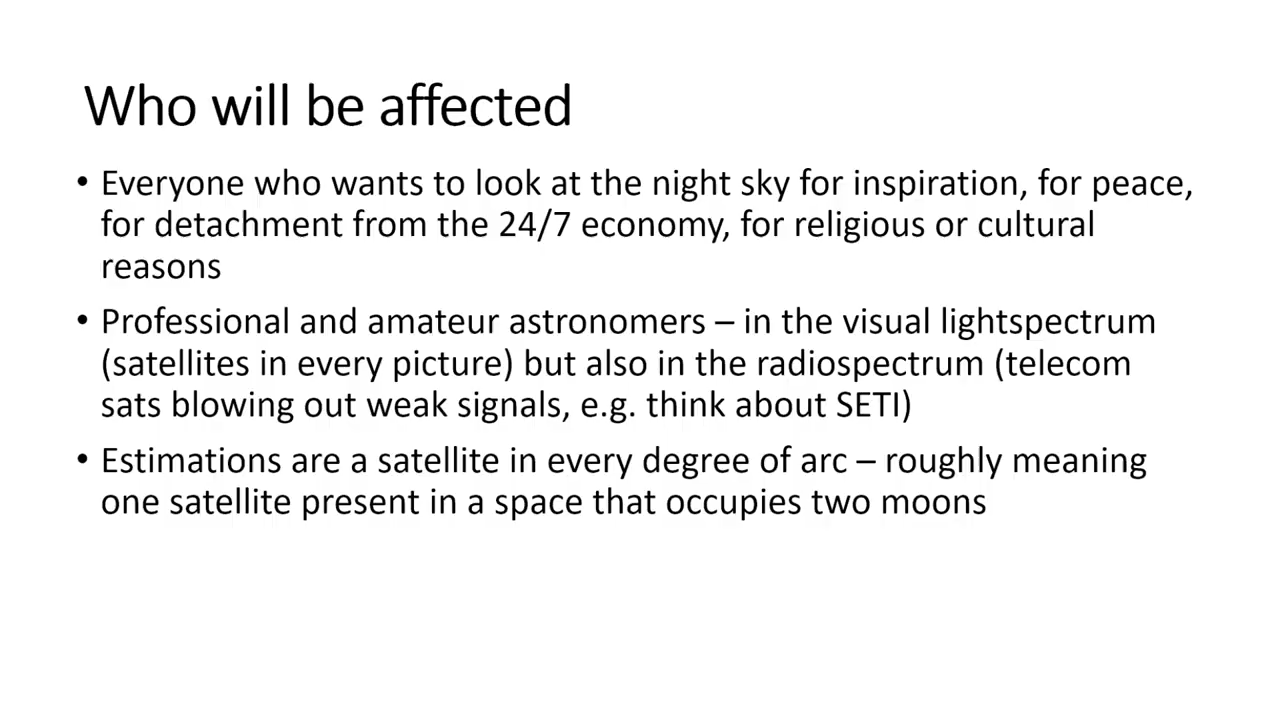 Who will be affected
• Everyone who wants to look at the night sky for inspiration, for peace,
for detachment from the 24/7 economy, for religious or cultural
reasons
• Professional and amateur astronomers – in the visual lightspectrum
(satellites in every picture) but also in the radiospectrum (telecom
sats blowing out weak signals, e.g. think about SETI)
• Estimations are a satellite in every degree of arc – roughly meaning
one satellite present in a space that occupies two moons